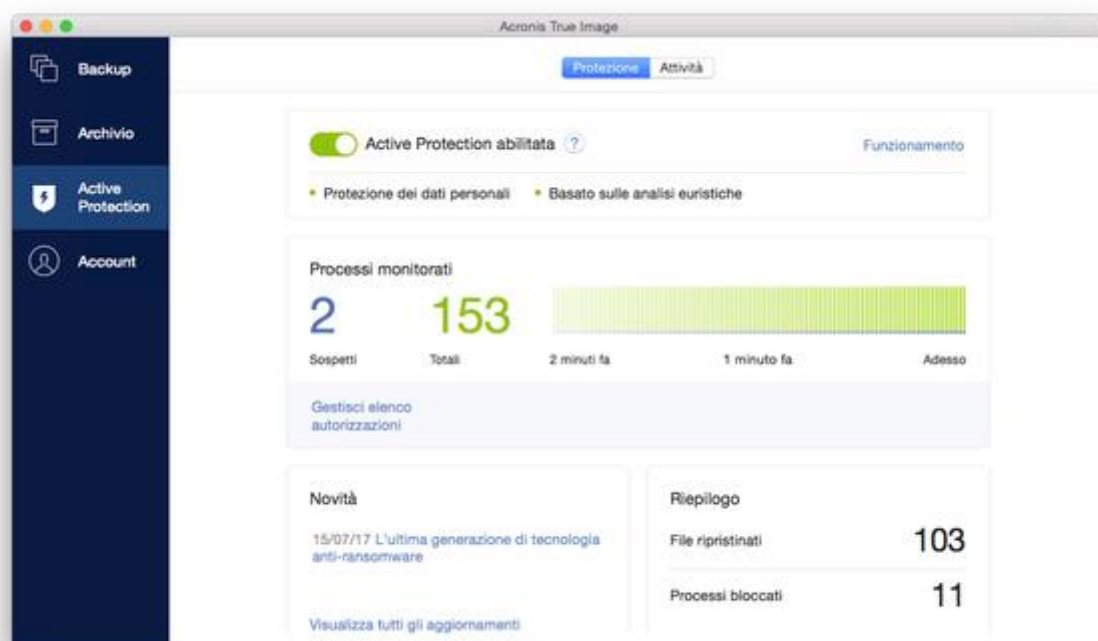 Acronis True Image
Backup
Archivio
Active
Protection
Account
Protezione
Attività
Active Protection abilitata ?
Funzionamento
• Protezione dei dati personali • Basato sulle analisi euristiche
Processi monitorati
2 153
Sospetti Totali 2 minuti fa 1 minuto fa Adesso
Gestisci elenco
autorizzazioni
Novità
15/07/17 L'ultima generazione di tecnologia
anti-ransomware
Visualizza tutti gli aggiornamenti
Riepilogo
File ripristinati 103
Processi bloccati 11